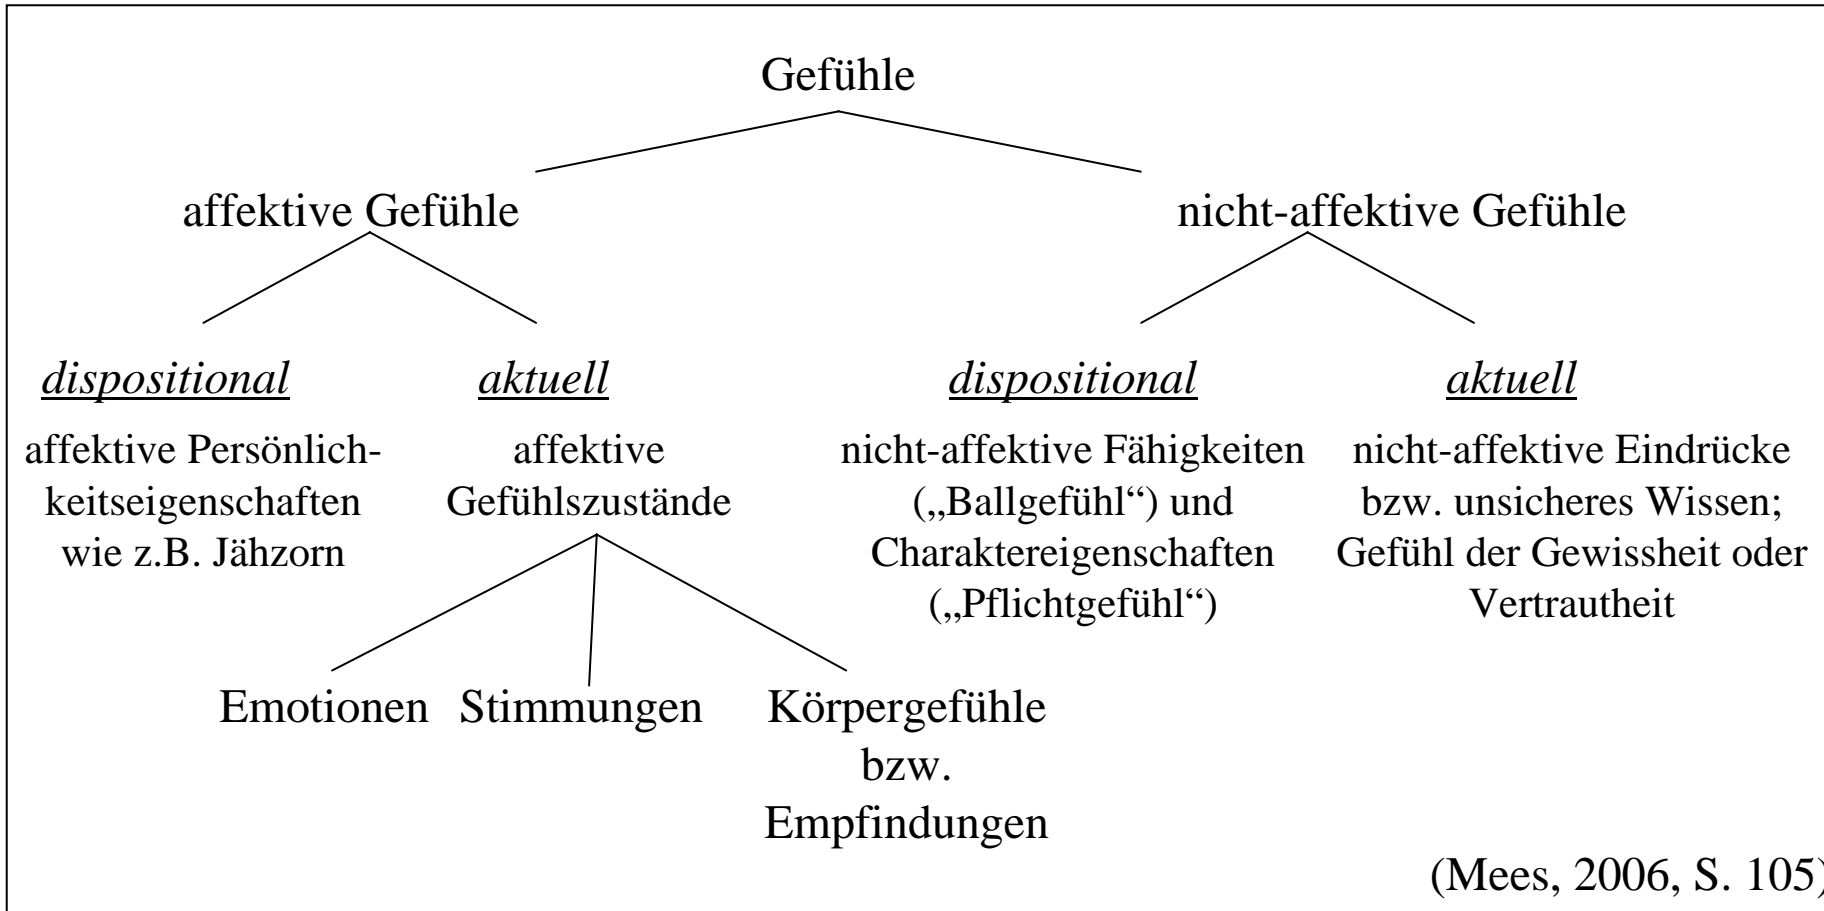 Gefühle
affektive Gefühle
nicht-affektive Gefühle
dispositional
affektive Persönlich-
keitseigenschaften
wie z.B. Jähzorn
aktuell
affektive
Gefühlszustände
Emotionen
Stimmungen
Körpergefühle
bzw.
Empfindungen
dispositional
nicht-affektive Fähigkeiten
(„Ballgefühl“) und
Charaktereigenschaften
(„Pflichtgefühl“)
aktuell
nicht-affektive Eindrücke
bzw. unsicheres Wissen;
Gefühl der Gewissheit oder
Vertrautheit
(Mees, 2006, S. 105)